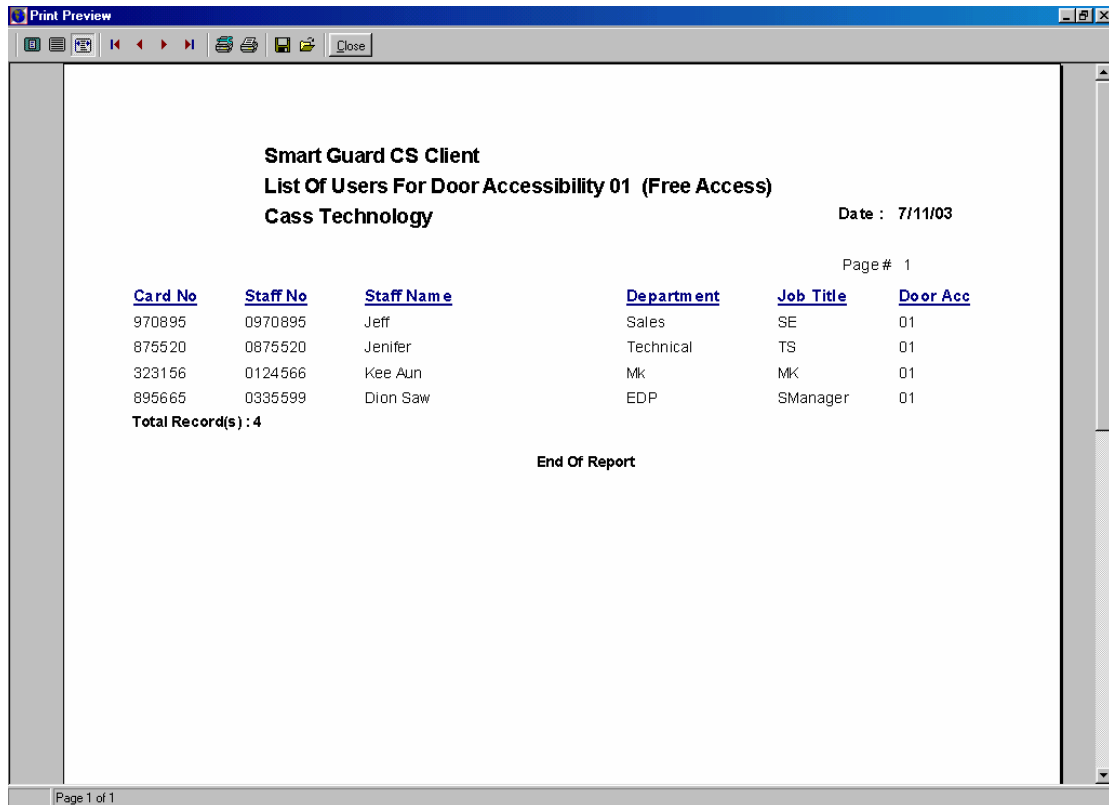 Print Preview
Close
Smart Guard CS Client
List Of Users For Door Accessibility 01 (Free Access)
Cass Technology Date : 7/11/03
Page # 1
Card No Staff No Staff Name Department Job Title Door Acc
970895 0970895 Jeff Sales SE 01
875520 0875520 Jenifer Technical TS 01
323156 0124566 Kee Aun Mk MK 01
895665 0335599 Dion Saw EDP SManager 01
Total Record(s) : 4
End Of Report
Page 1 of 1